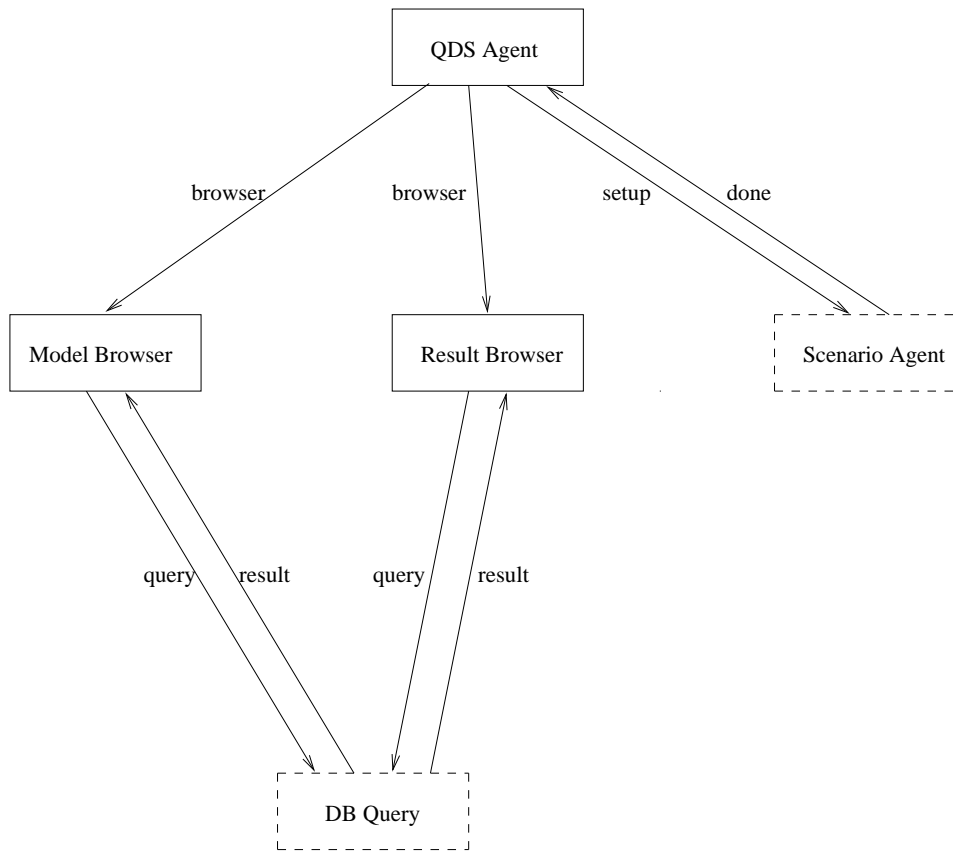 QDS Agent
browser
browser
setup
done
Model Browser
Result Browser
Scenario Agent
query
result
query
result
DB Query